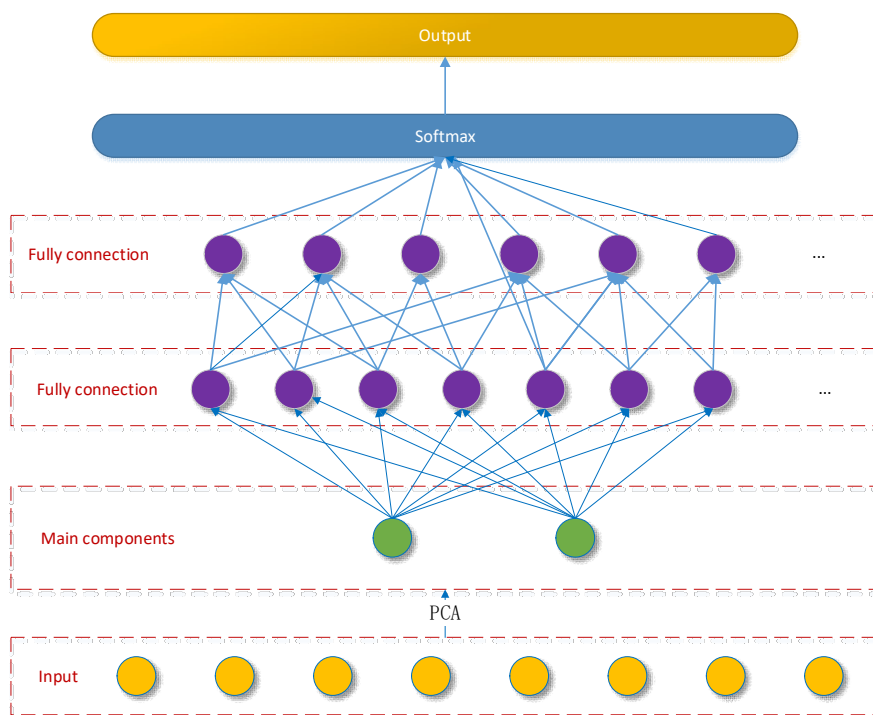 Output
Softmax
Fully connection
...
Fully connection
...
Main components
PCA
Input